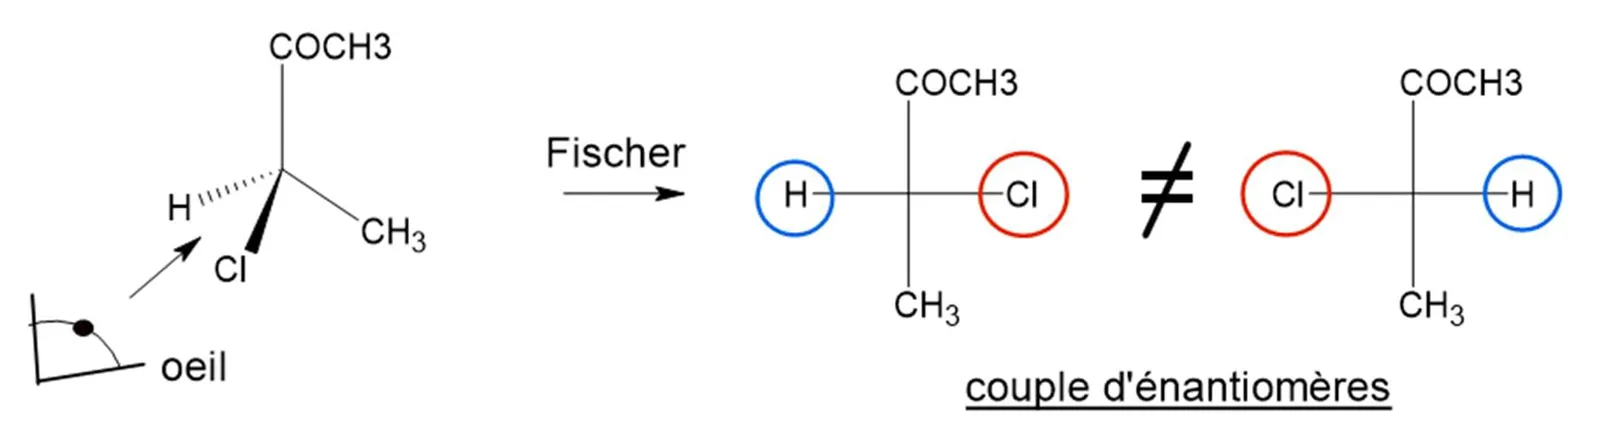 COCH3
H
Cl
CH3
oeil
Fischer
COCH3
H Cl
CH3
≠
COCH3
Cl H
CH3
couple d'énantiomères